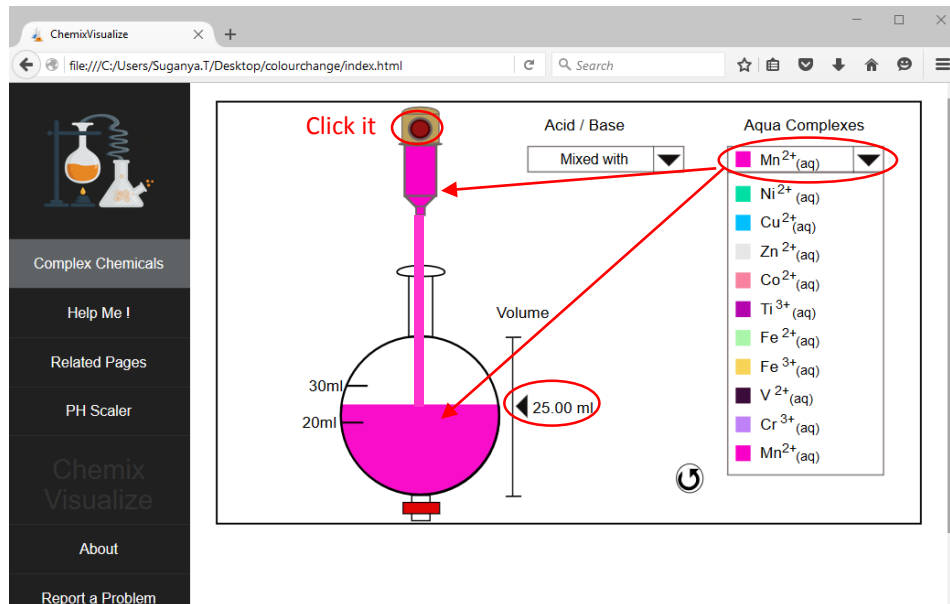 ChemixVisualize
file:///C:/Users/Suganya.T/Desktop/colourchange/index.html
Search
Complex Chemicals
Help Me !
Related Pages
PH Scaler
Chemix
Visualize
About
Report a Problem
Click it
Acid / Base
Mixed with
Aqua Complexes
Mn²⁺(aq)
Ni²⁺(aq)
Cu²⁺(aq)
Zn²⁺(aq)
Co²⁺(aq)
Ti³⁺(aq)
Fe²⁺(aq)
Fe³⁺(aq)
V²⁺(aq)
Cr³⁺(aq)
Mn²⁺(aq)
Volume
30ml
20ml
25.00 ml